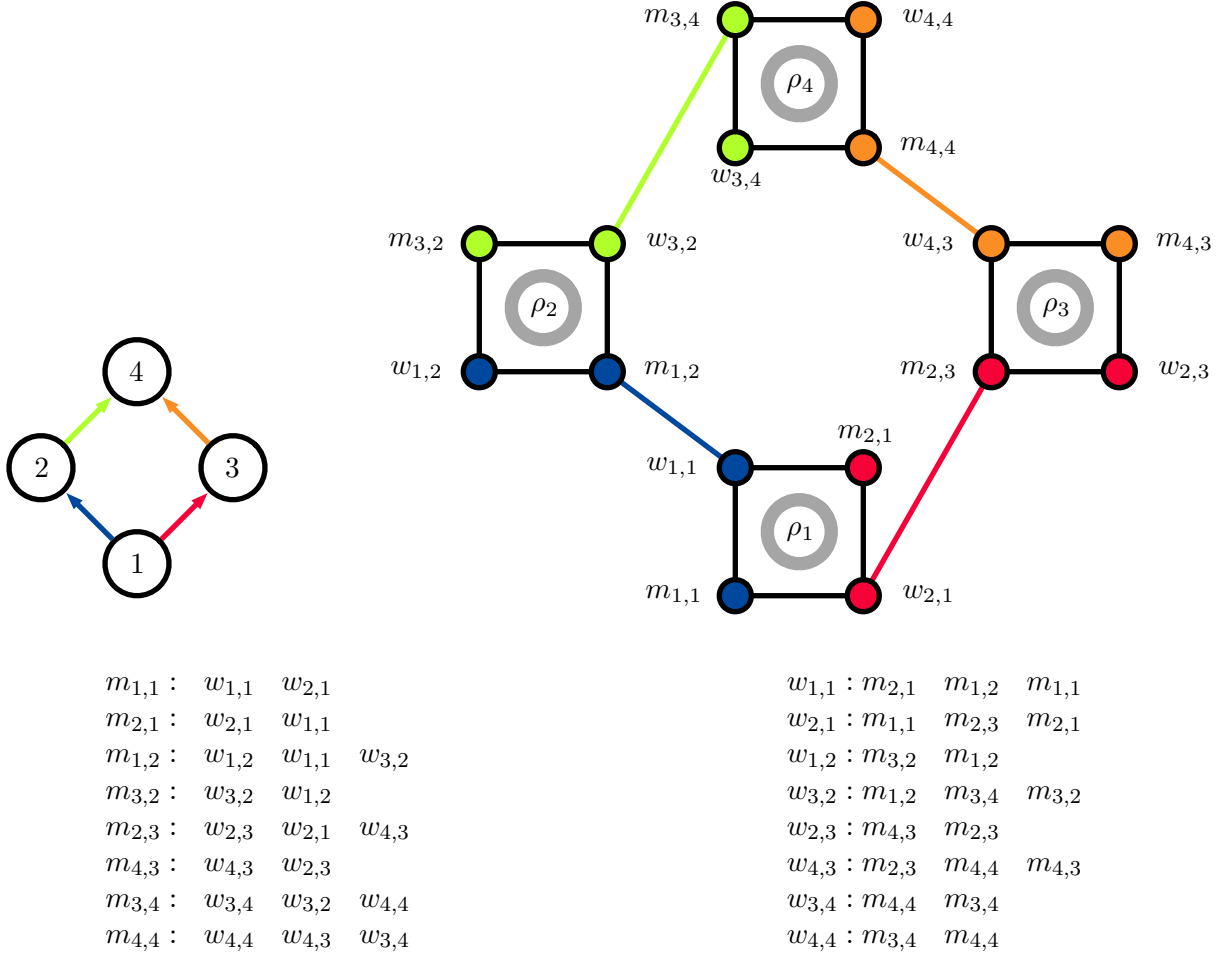 m3,4 w4,4
ρ4
m4,4
w3,4
m3,2 w3,2 w4,3 m4,3
ρ2 ρ3
w1,2 m1,2 m2,3 w2,3
4
m2,1
2 3
w1,1
ρ1
1
m1,1 w2,1
m1,1 : w1,1 w2,1
m2,1 : w2,1 w1,1
m1,2 : w1,2 w1,1 w3,2
m3,2 : w3,2 w1,2
m2,3 : w2,3 w2,1 w4,3
m4,3 : w4,3 w2,3
m3,4 : w3,4 w3,2 w4,4
m4,4 : w4,4 w4,3 w3,4
w1,1 : m2,1 m1,2 m1,1
w2,1 : m1,1 m2,3 m2,1
w1,2 : m3,2 m1,2
w3,2 : m1,2 m3,4 m3,2
w2,3 : m4,3 m2,3
w4,3 : m2,3 m4,4 m4,3
w3,4 : m4,4 m3,4
w4,4 : m3,4 m4,4